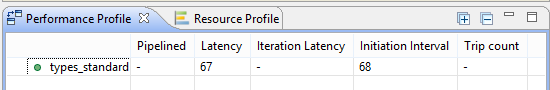 Performance Profile Resource Profile
Pipelined Latency Iteration Latency Initiation Interval Trip count
types_standard - 67 - 68 -